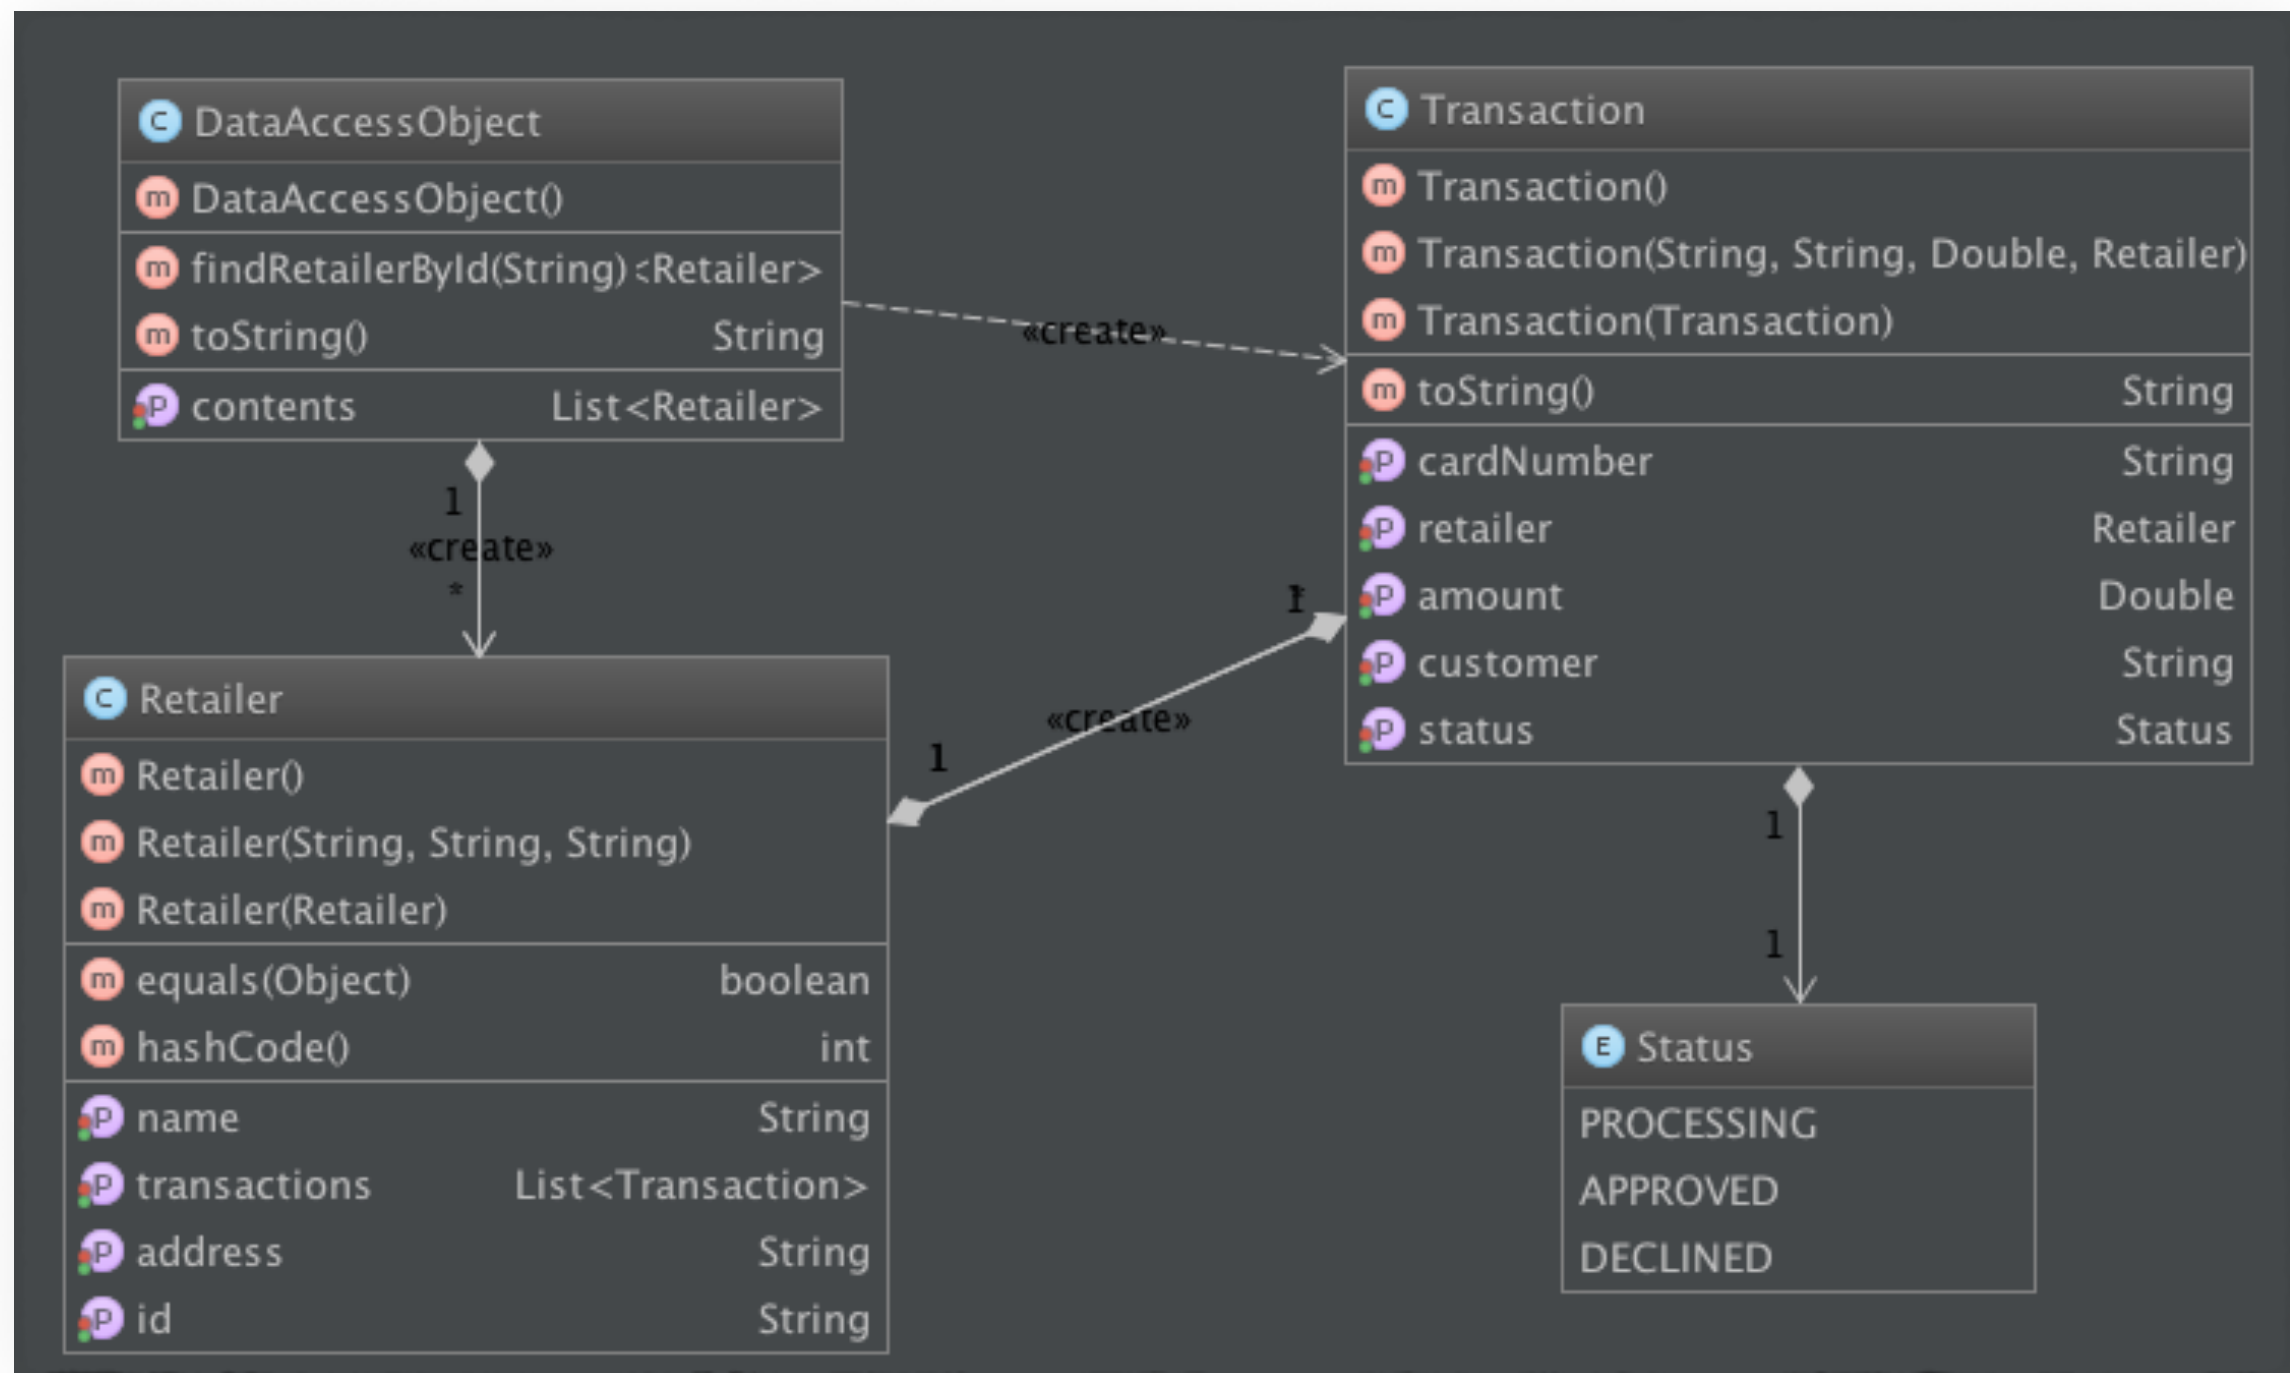 C DataAccessObject
m DataAccessObject()
m findRetailerById(String) <Retailer>
m toString() String
P contents List<Retailer>
1
«create»
*
C Retailer
m Retailer()
m Retailer(String, String, String)
m Retailer(Retailer)
m equals(Object) boolean
m hashCode() int
P name String
P transactions List<Transaction>
P address String
P id String
«create»
1
«create»
C Transaction
m Transaction()
m Transaction(String, String, Double, Retailer)
m Transaction(Transaction)
m toString() String
P cardNumber String
P retailer Retailer
P amount Double
P customer String
P status Status
1
1
E Status
PROCESSING
APPROVED
DECLINED